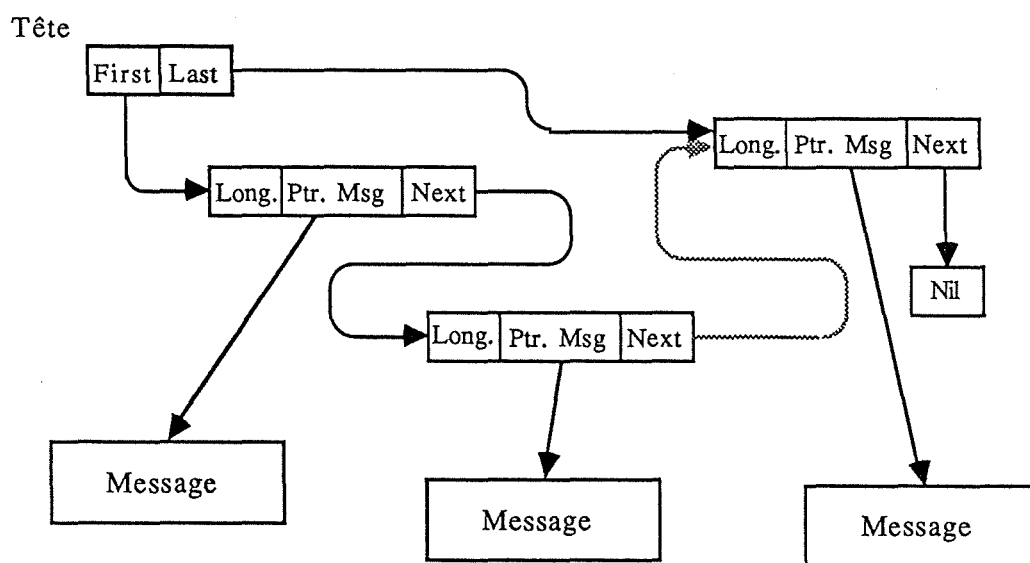 Tête
First Last
Long. Ptr. Msg Next
Long. Ptr. Msg Next
Nil
Long. Ptr. Msg Next
Message
Message
Message